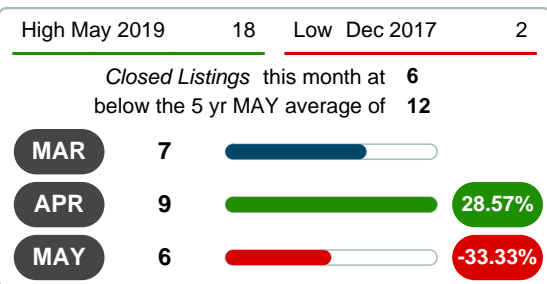 High May 2019 18 Low Dec 2017 2
Closed Listings this month at 6
below the 5 yr MAY average of 12
MAR 7
APR 9 28.57%
MAY 6 -33.33%